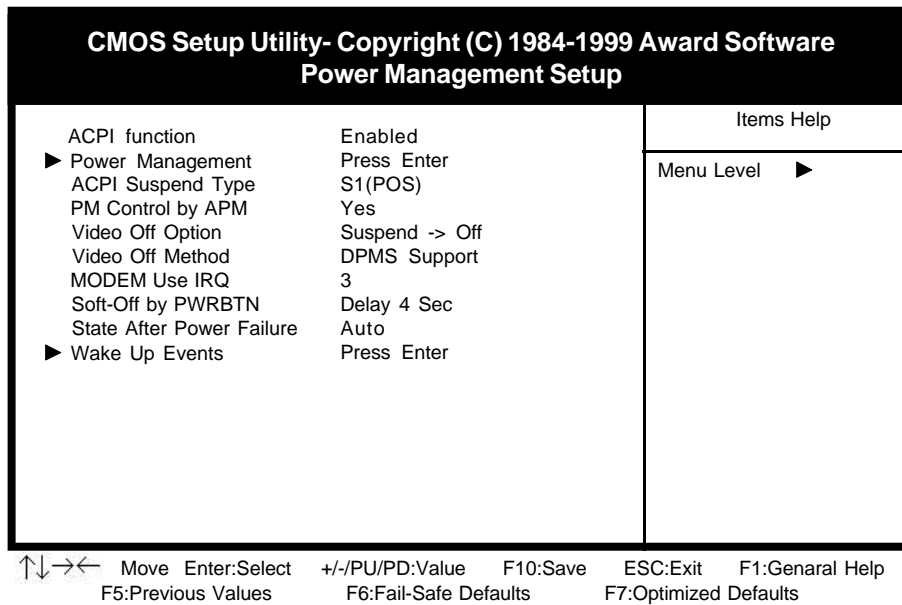 CMOS Setup Utility- Copyright (C) 1984-1999 Award Software
Power Management Setup
ACPI function Enabled
▶ Power Management Press Enter
ACPI Suspend Type S1(POS)
PM Control by APM Yes
Video Off Option Suspend -> Off
Video Off Method DPMS Support
MODEM Use IRQ 3
Soft-Off by PWRBTN Delay 4 Sec
State After Power Failure Auto
▶ Wake Up Events Press Enter
Items Help
Menu Level ▶
↑↓→← Move Enter:Select +/-/PU/PD:Value F10:Save ESC:Exit F1:Genaral Help
F5:Previous Values F6:Fail-Safe Defaults F7:Optimized Defaults